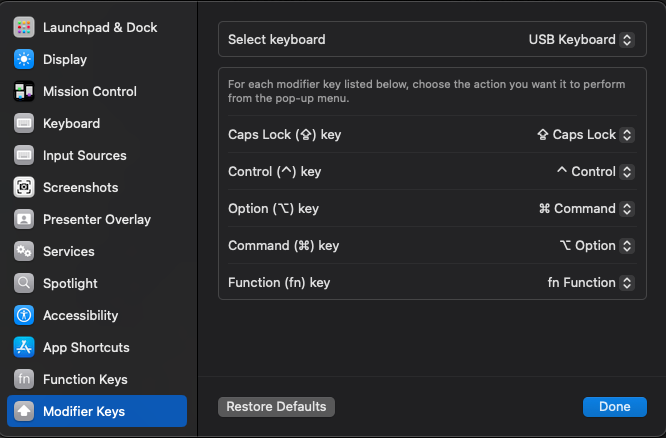 Launchpad & Dock
Display
Mission Control
Keyboard
Input Sources
Screenshots
Presenter Overlay
Services
Spotlight
Accessibility
App Shortcuts
fn Function Keys
Modifier Keys
Select keyboard USB Keyboard
For each modifier key listed below, choose the action you want it to perform
from the pop-up menu.
Caps Lock (⇪) key ⇪ Caps Lock
Control (^) key ^ Control
Option (⌥) key ⌘ Command
Command (⌘) key ⌥ Option
Function (fn) key fn Function
Restore Defaults Done